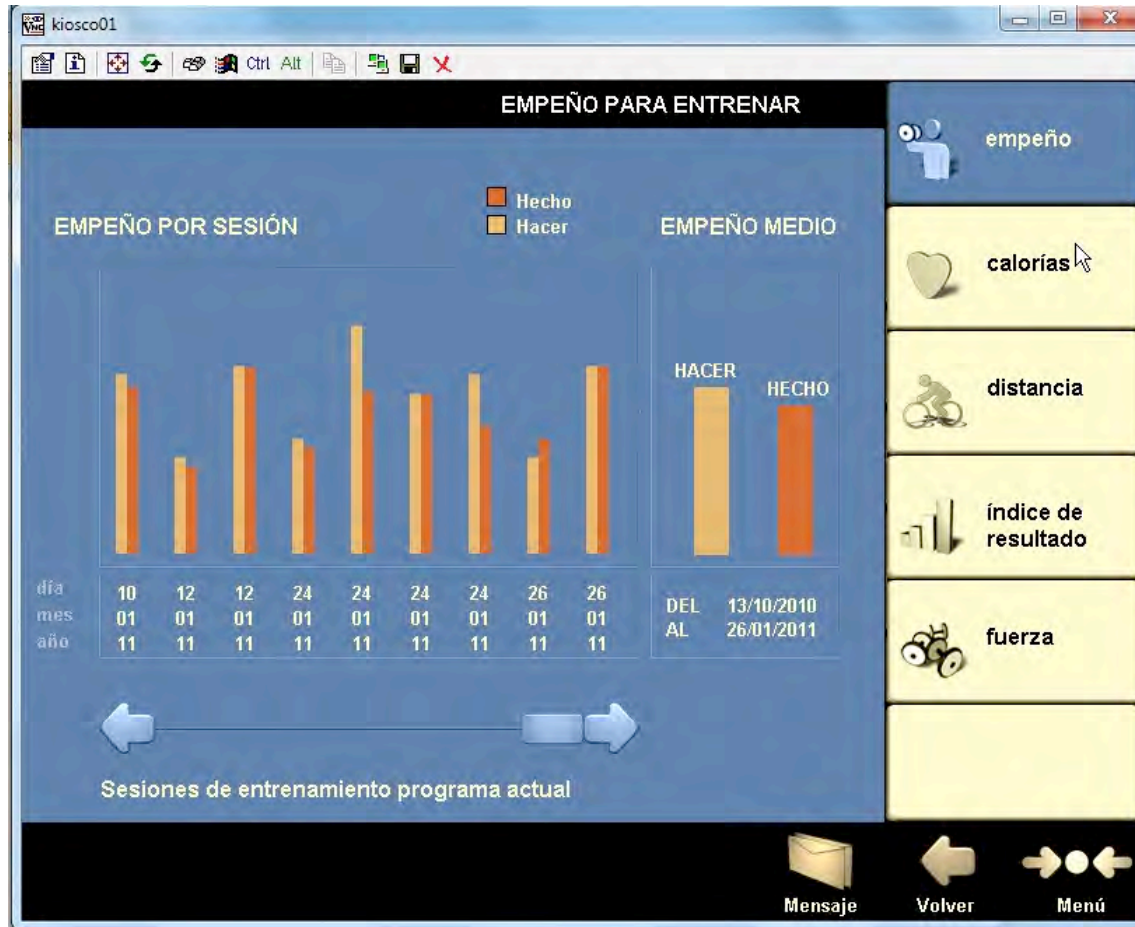 kiosco01
Ctrl Alt
EMPEÑO PARA ENTRENAR
Hecho
Hacer
EMPEÑO POR SESIÓN
EMPEÑO MEDIO
HACER
HECHO
día 10 12 12 24 24 24 24 26 26
mes 01 01 01 01 01 01 01 01 01
año 11 11 11 11 11 11 11 11 11
DEL 13/10/2010
AL 26/01/2011
Sesiones de entrenamiento programa actual
empeño
calorías
distancia
índice de
resultado
fuerza
Mensaje
Volver
Menú